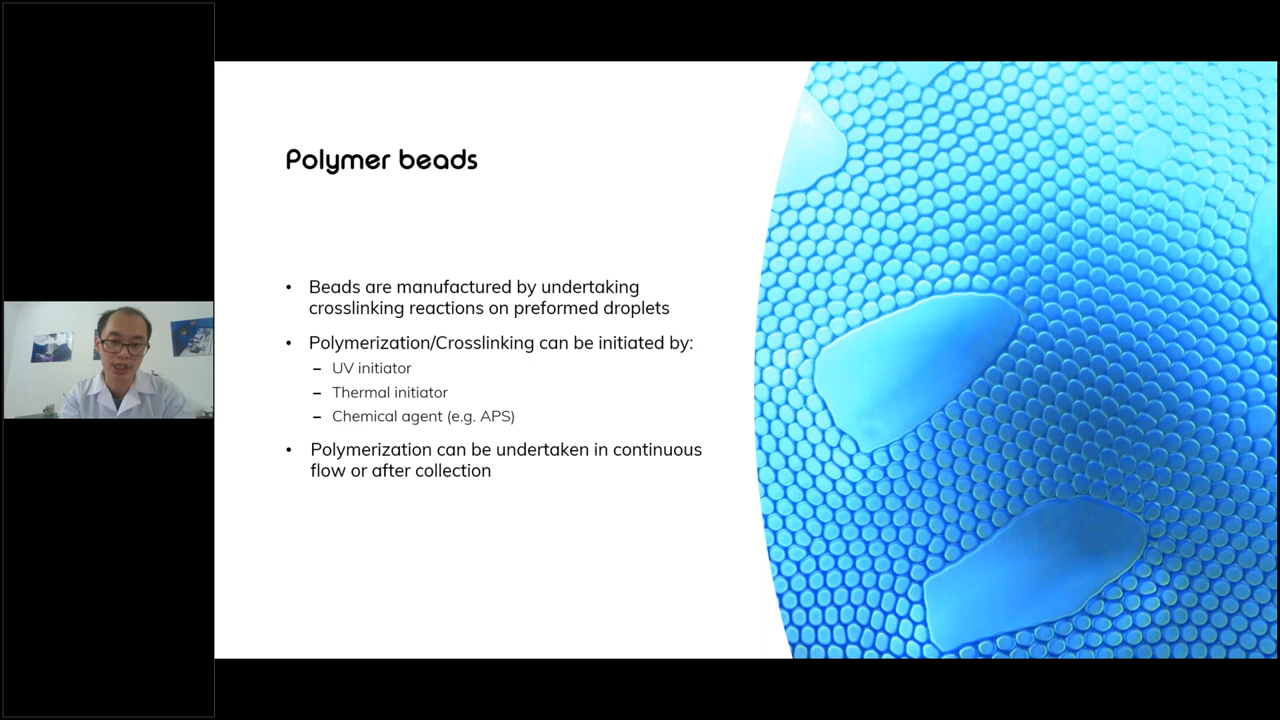 Polymer beads
• Beads are manufactured by undertaking
crosslinking reactions on preformed droplets
• Polymerization/Crosslinking can be initiated by:
– UV initiator
– Thermal initiator
– Chemical agent (e.g. APS)
• Polymerization can be undertaken in continuous
flow or after collection